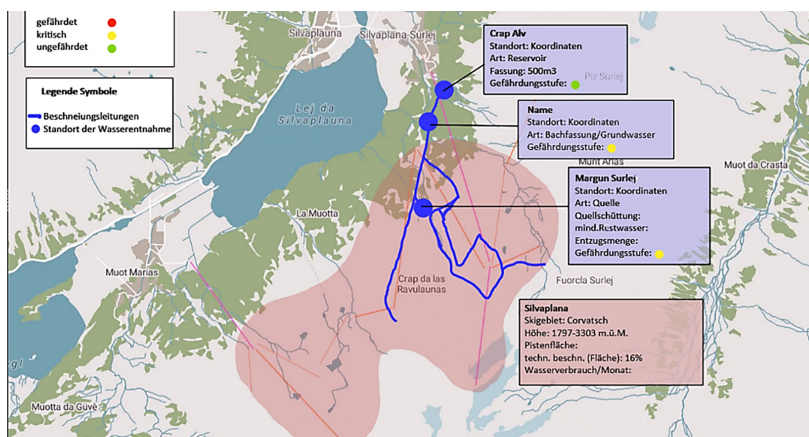 gefährdet
kritisch
ungefährdet
Legende Symbole
Beschneiungsleitungen
Standort der Wasserentnahme
Silvaplauna
Silvaplana-Surlej
Lej da
Silvaplauna
Crap Alv
Standort: Koordinaten
Art: Reservoir
Fassung: 500m3
Gefährdungsstufe:
Piz Surlej
Name
Standort: Koordinaten
Art: Bachfassung/Grundwasser
Gefährdungsstufe:
Munt Arias
Muot da Crasta
Margun Surlej
Standort: Koordinaten
Art: Quelle
Quellschüttung:
mind.Restwasser:
Entzugsmenge:
Gefährdungsstufe:
La Muotta
Muot Marias
Crap da las
Ravulaunas
Fuorcla Surlej
Silvaplana
Skigebiet: Corvatsch
Höhe: 1797-3303 m.ü.M.
Pistenfläche:
techn. beschn. (Fläche): 16%
Wasserverbrauch/Monat:
Muotta da Güvè